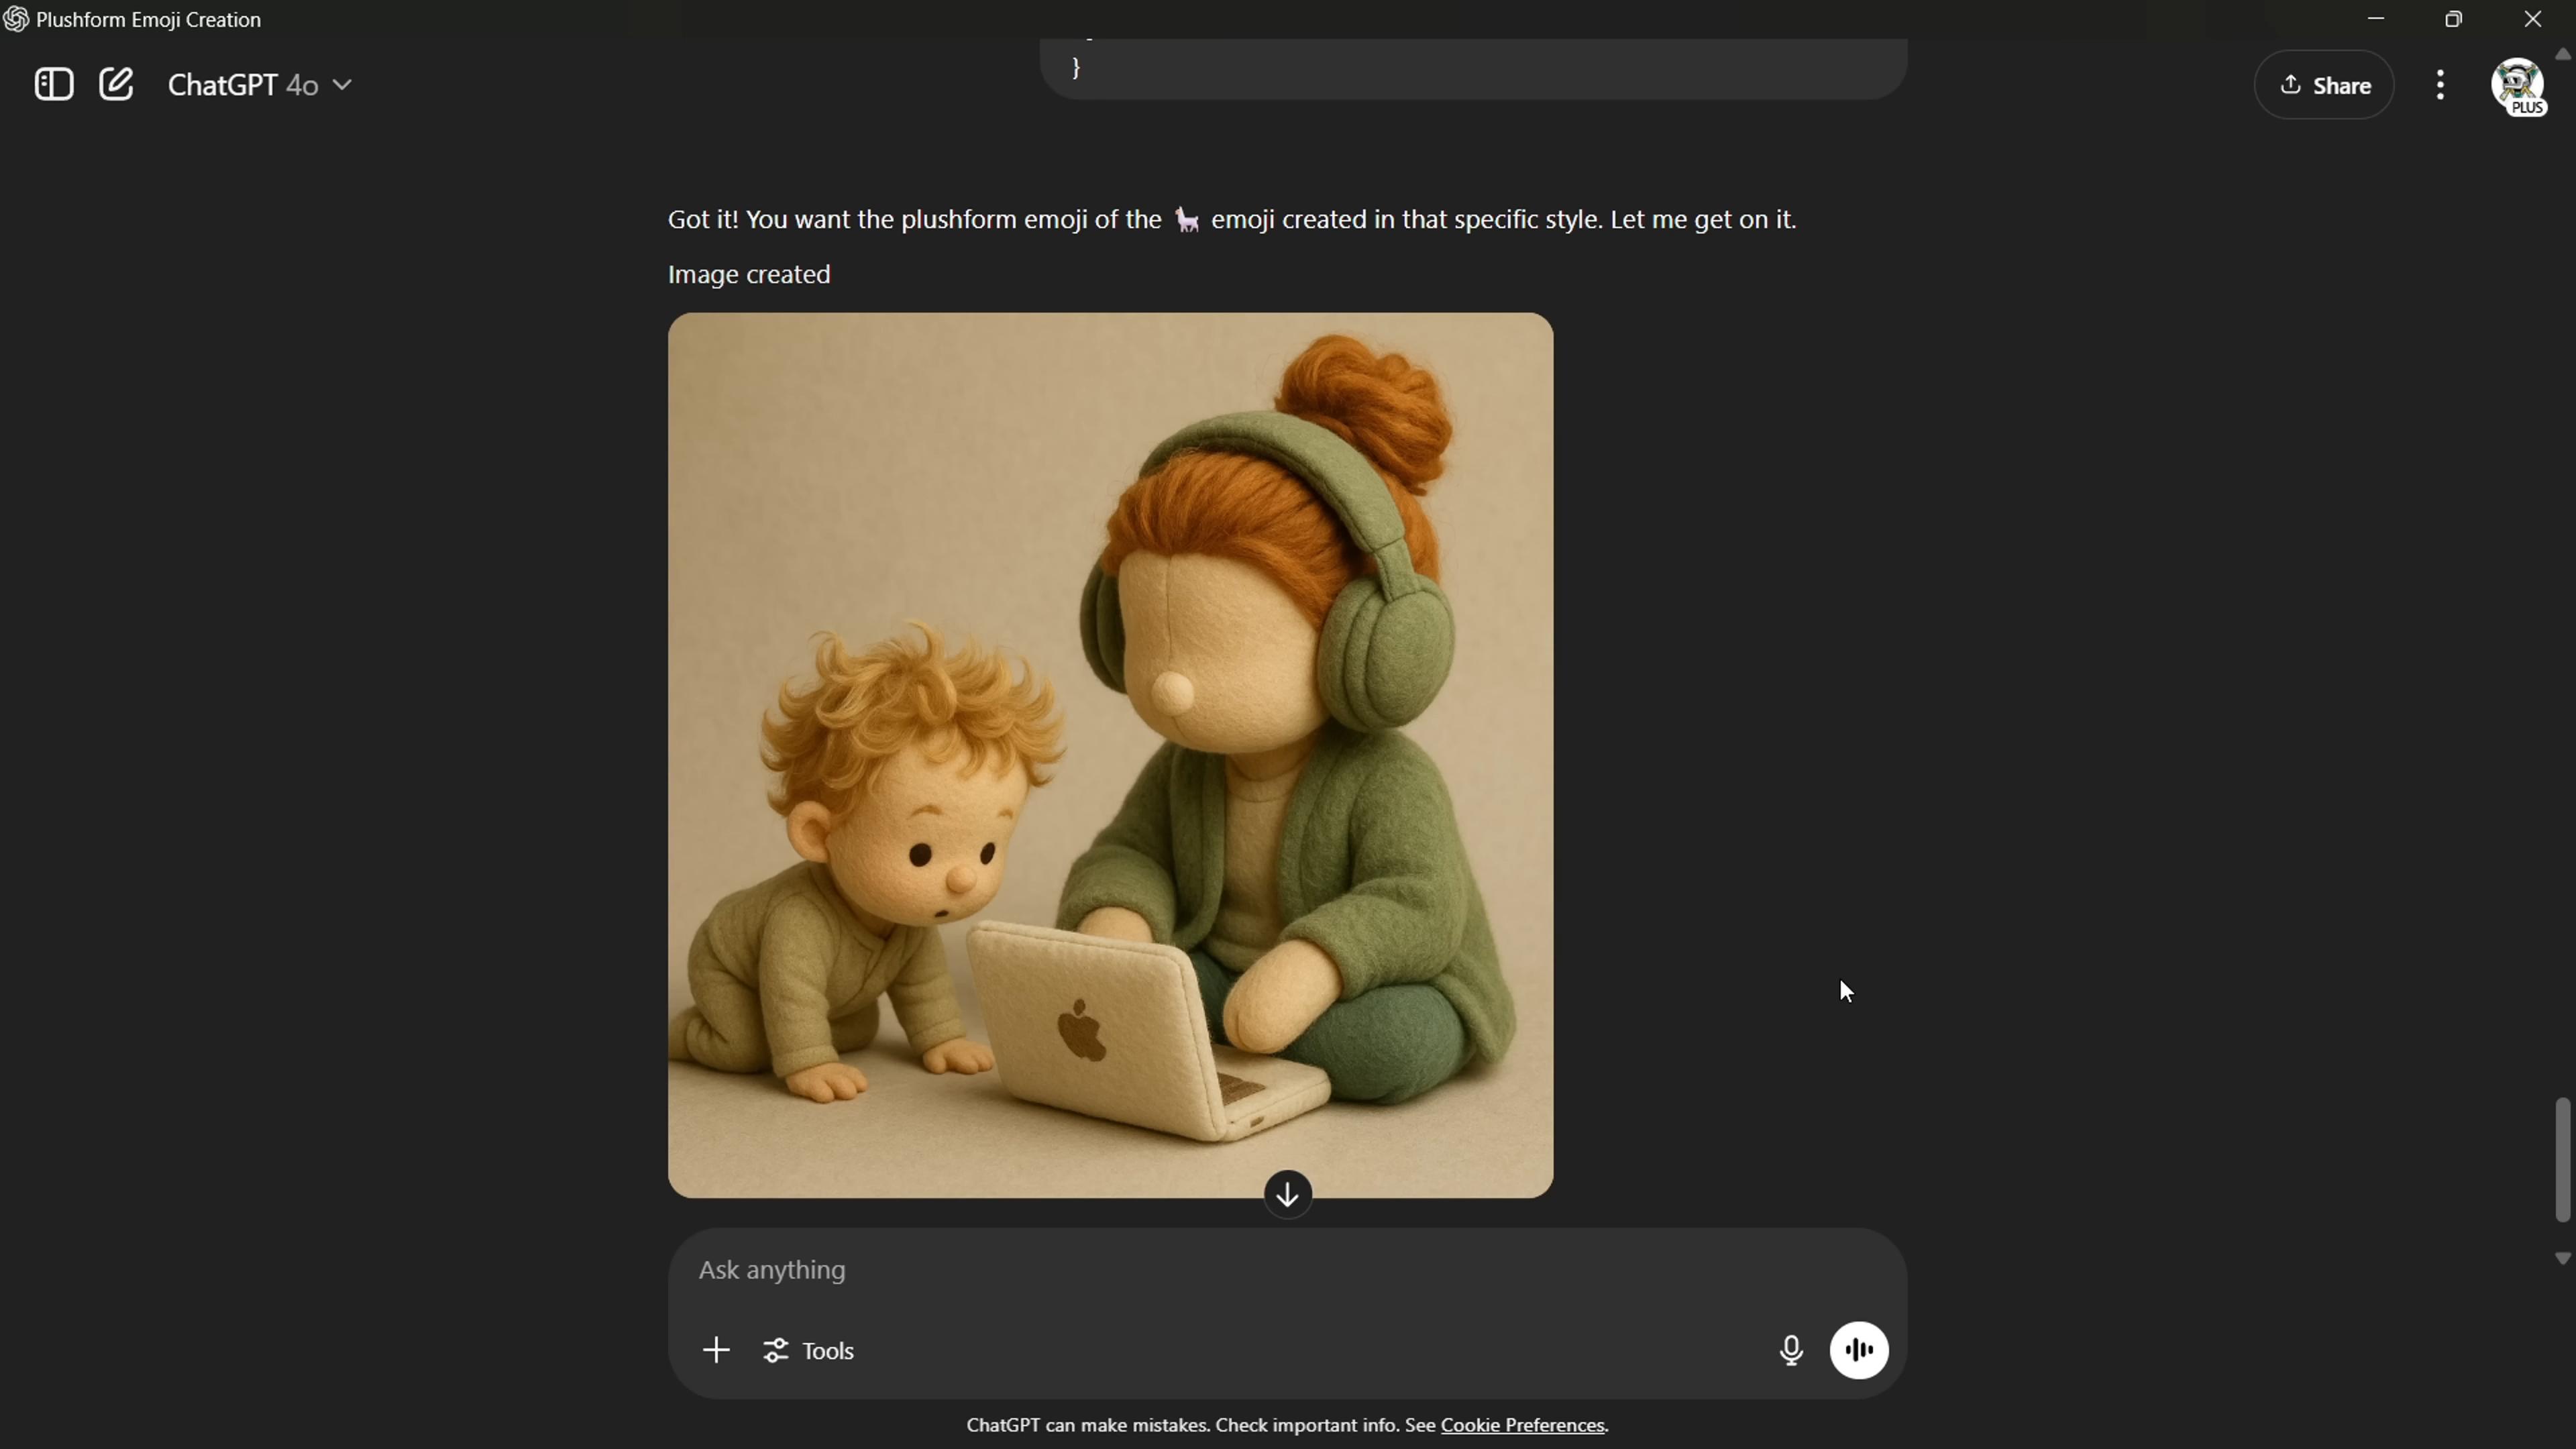 Plushform Emoji Creation
}
ChatGPT 4o
Share
PLUS
Got it! You want the plushform emoji of the 🦙 emoji created in that specific style. Let me get on it.
Image created
Ask anything
Tools
ChatGPT can make mistakes. Check important info. See Cookie Preferences.